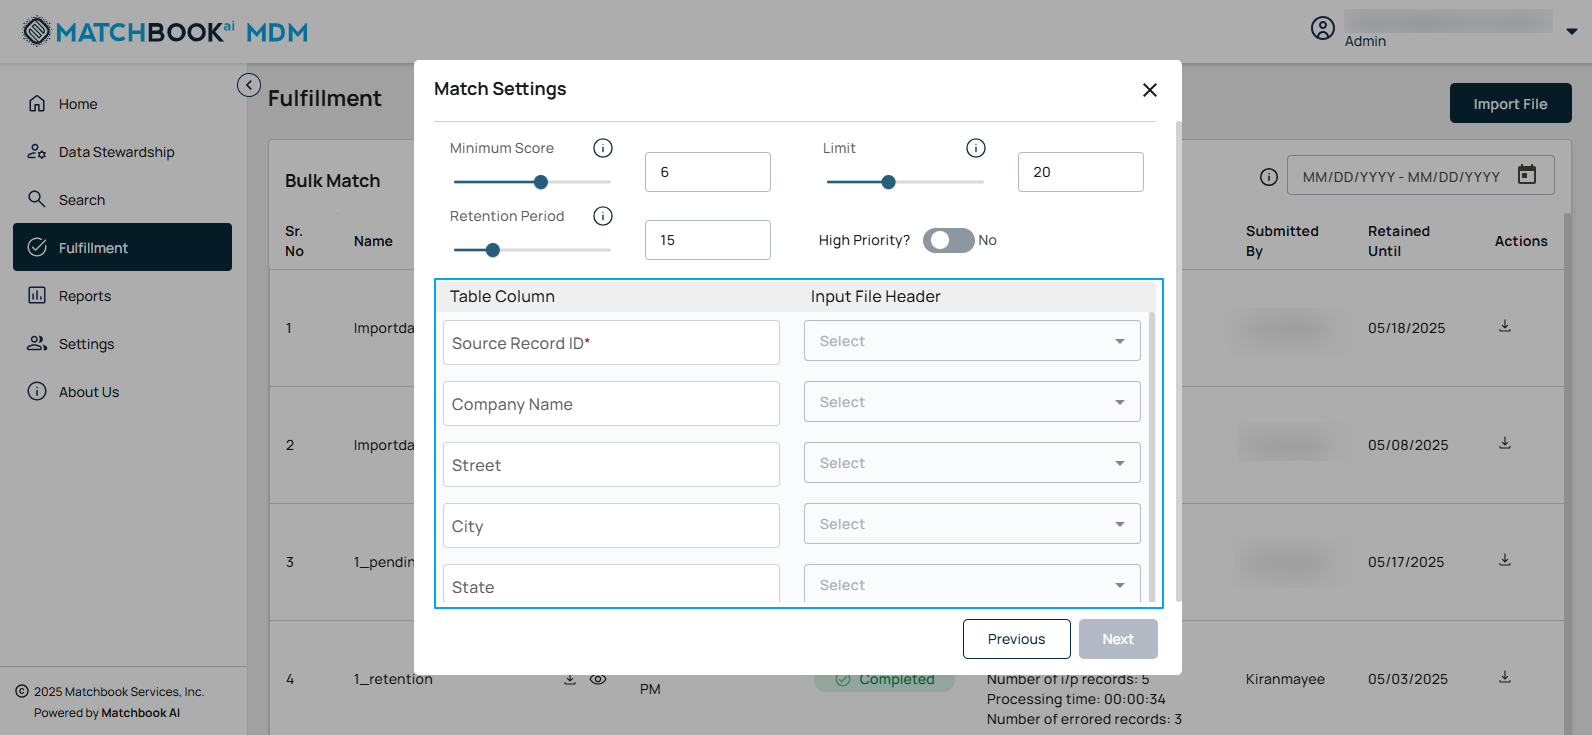 MATCHBOOKai MDM
Admin
Home
Data Stewardship
Search
Fulfillment
Reports
Settings
About Us
© 2025 Matchbook Services, Inc.
Powered by Matchbook AI
Fulfillment
Import File
Bulk Match
MM/DD/YYYY - MM/DD/YYYY
Sr. No
Name
Submitted By
Retained Until
Actions
1
Importda
05/18/2025
2
Importda
05/08/2025
3
1_pendin
05/17/2025
4
1_retention
PM
Completed
Number of i/p records: 5
Processing time: 00:00:34
Number of errored records: 3
Kiranmayee
05/03/2025
Match Settings
Minimum Score
6
Limit
20
Retention Period
15
High Priority?
No
Table Column
Input File Header
Source Record ID*
Select
Company Name
Select
Street
Select
City
Select
State
Select
Previous
Next